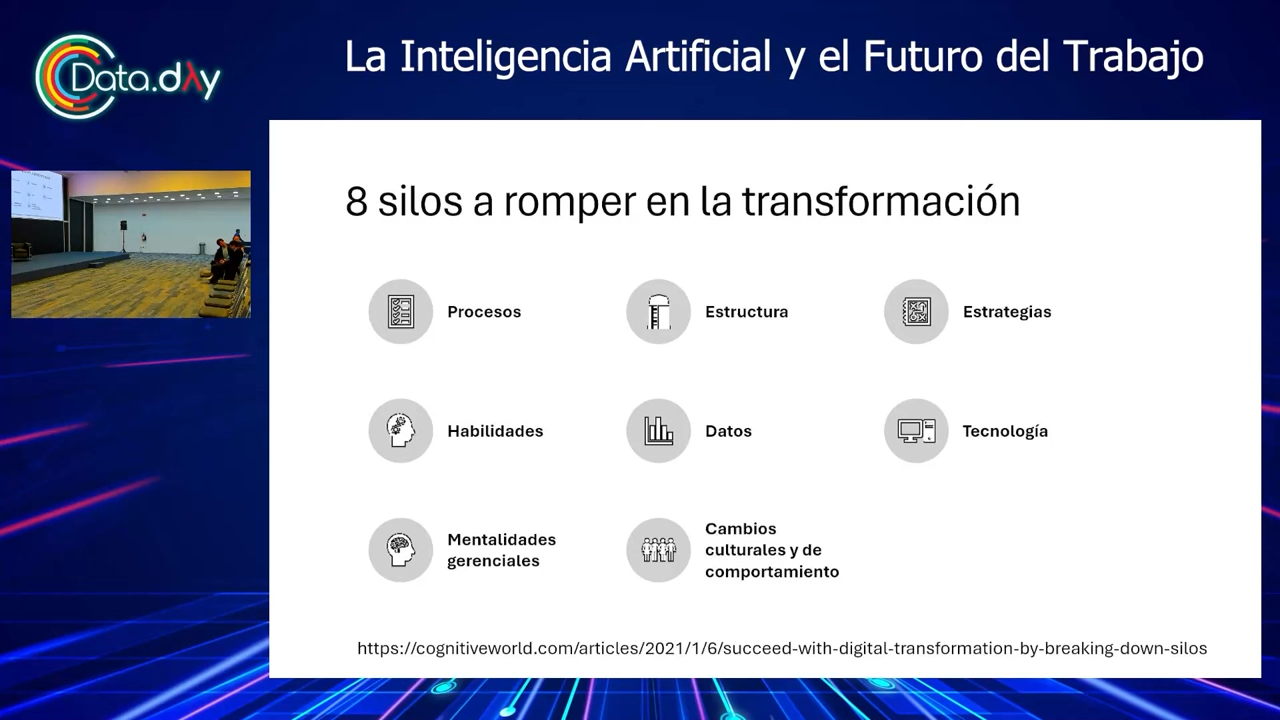 Data.day
La Inteligencia Artificial y el Futuro del Trabajo
8 silos a romper en la transformación
Procesos
Estructura
Estrategias
Habilidades
Datos
Tecnología
Mentalidades
gerenciales
Cambios
culturales y de
comportamiento
https://cognitiveworld.com/articles/2021/1/6/succeed-with-digital-transformation-by-breaking-down-silos